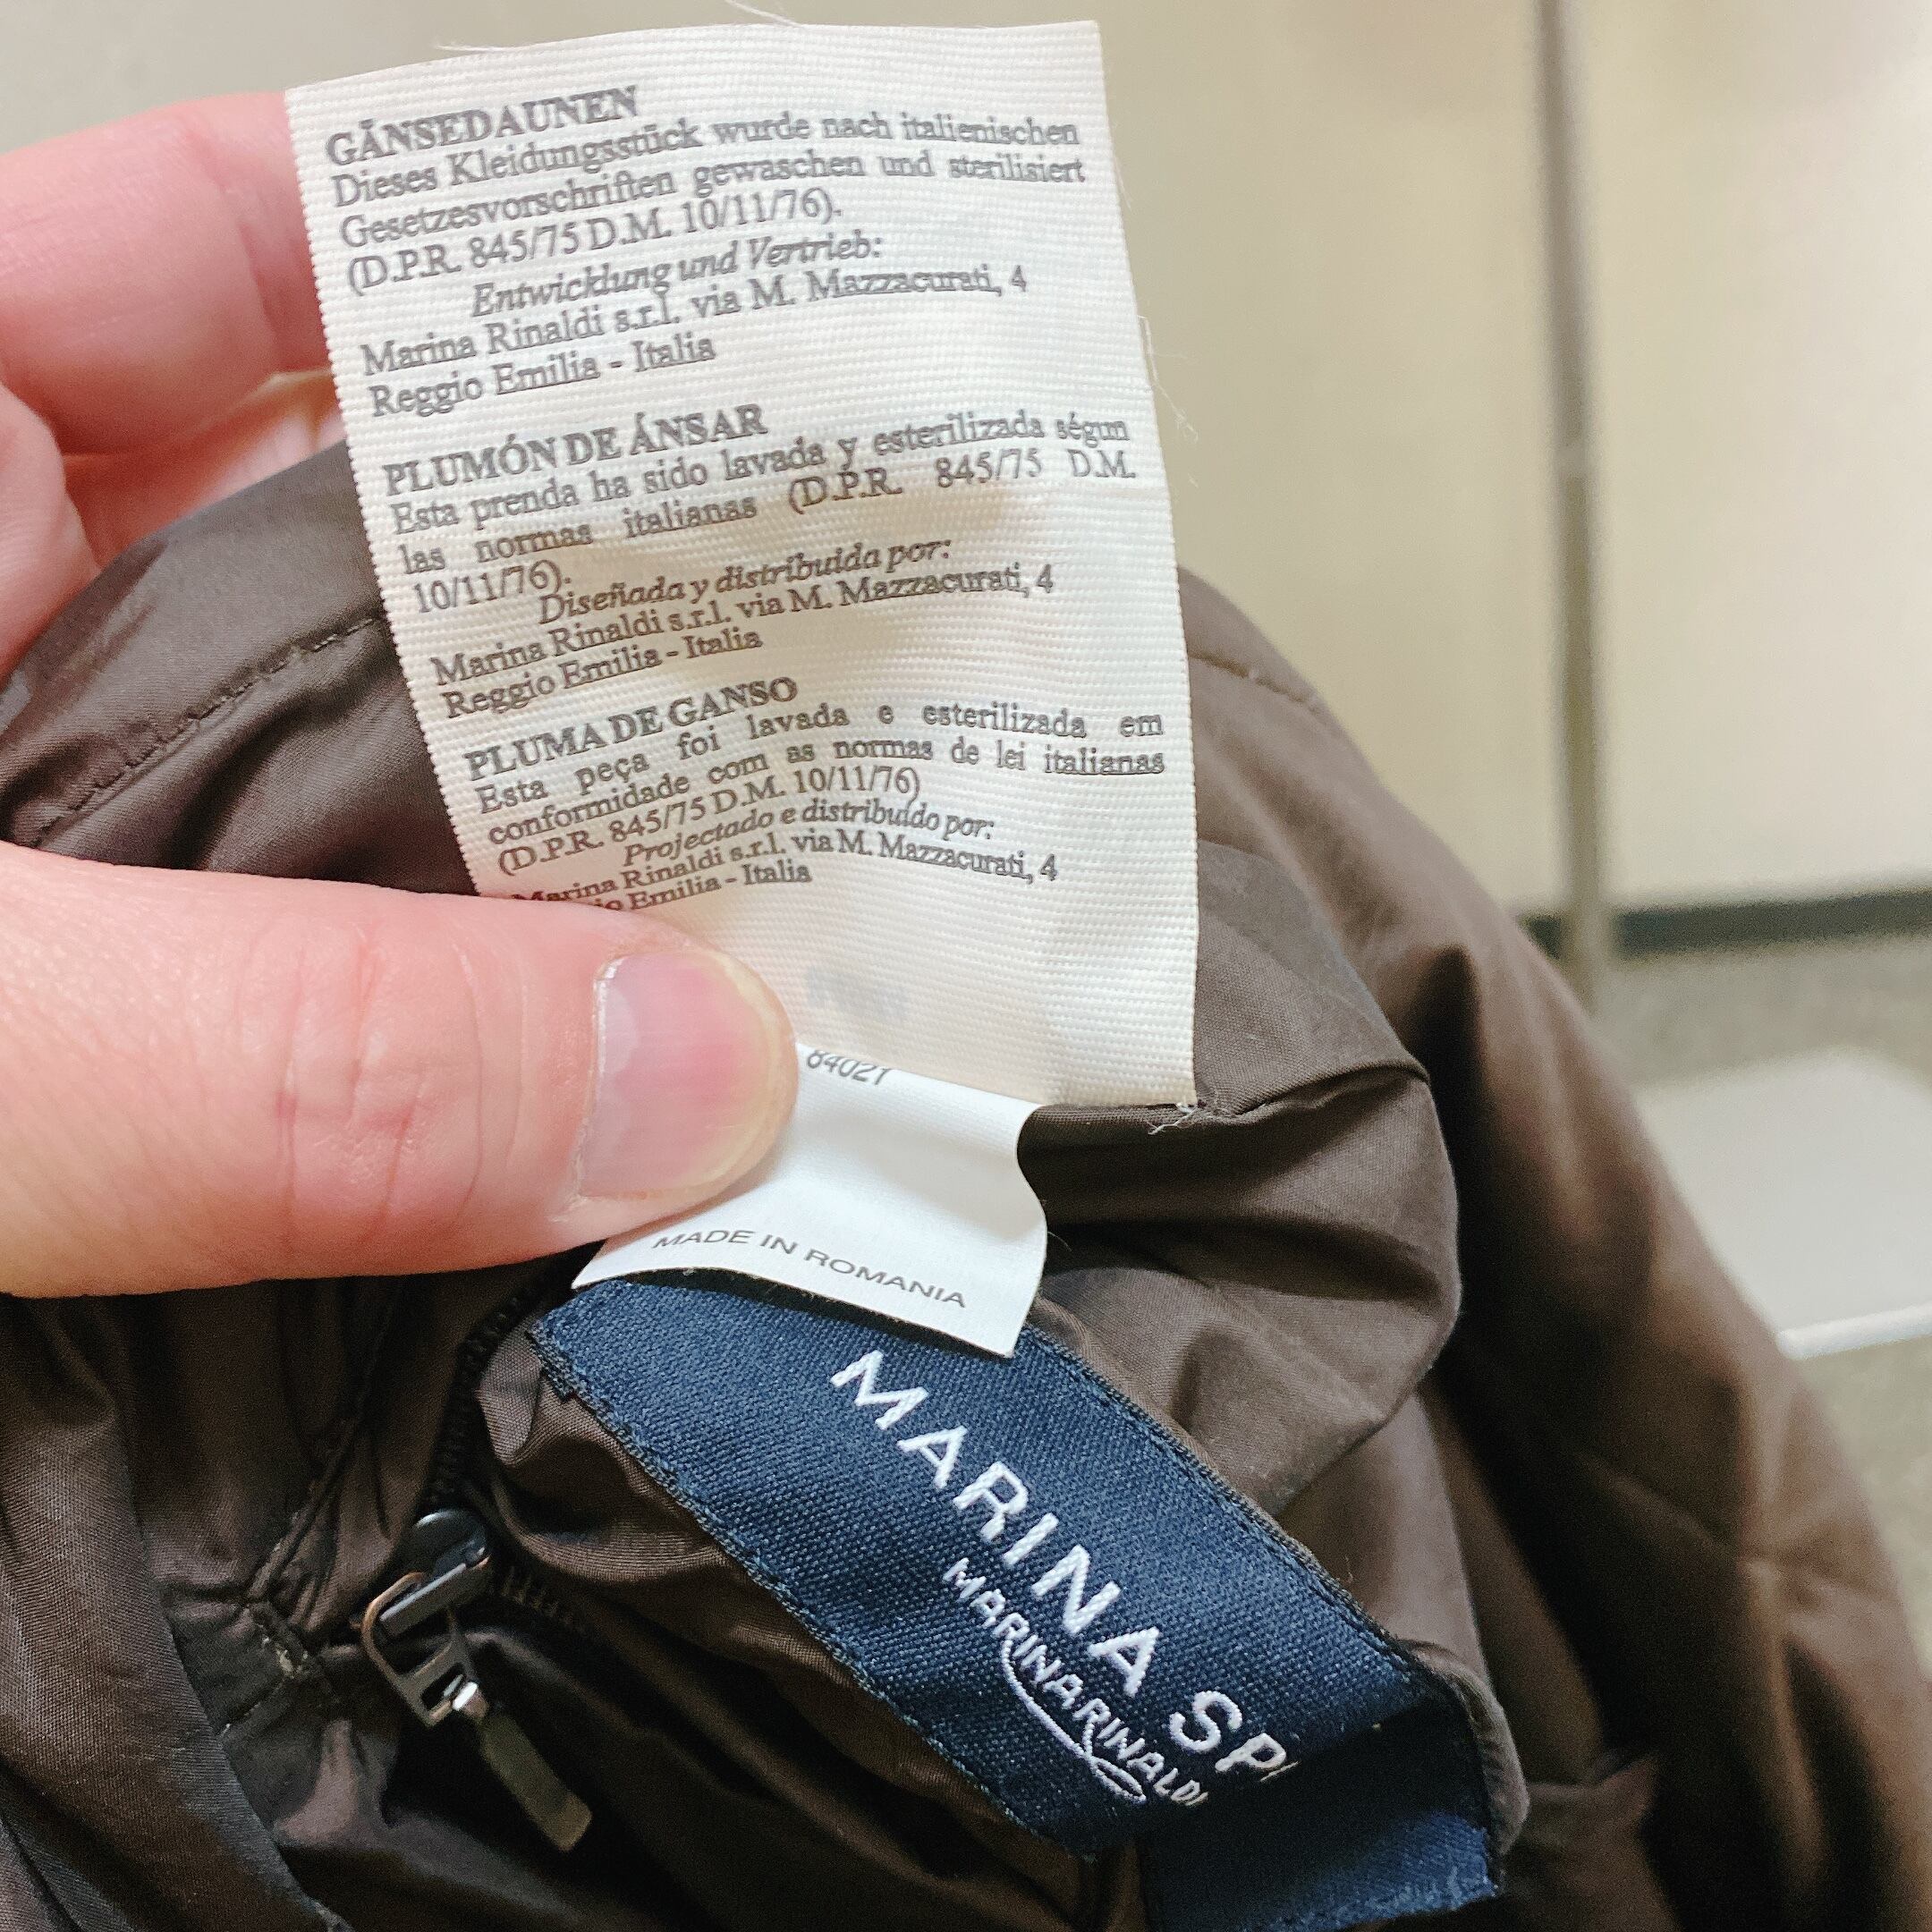 GÄNSEDAUNEN
Dieses Kleidungsstück wurde nach italienischen
Gesetzesvorschriften gewaschen und sterilisiert
(D.P.R. 845/75 D.M. 10/11/76).
Entwicklung und Vertrieb:
Marina Rinaldi s.r.l. via M. Mazzacurati, 4
Reggio Emilia - Italia
PLUMÓN DE ÁNSAR
Esta prenda ha sido lavada y esterilizada ségun
las normas italianas (D.P.R. 845/75 D.M.
10/11/76).
Diseñada y distribuida por:
Marina Rinaldi s.r.l. via M. Mazzacurati, 4
Reggio Emilia - Italia
PLUMA DE GANSO
Esta peça foi lavada e esterilizada em
conformidade com as normas de lei italianas
(D.P.R. 845/75 D.M. 10/11/76)
Projectado e distribuído por:
Marina Rinaldi s.r.l. via M. Mazzacurati, 4
Emilia - Italia
84021
MADE IN ROMANIA
MARINA SP
MARINARINALDI